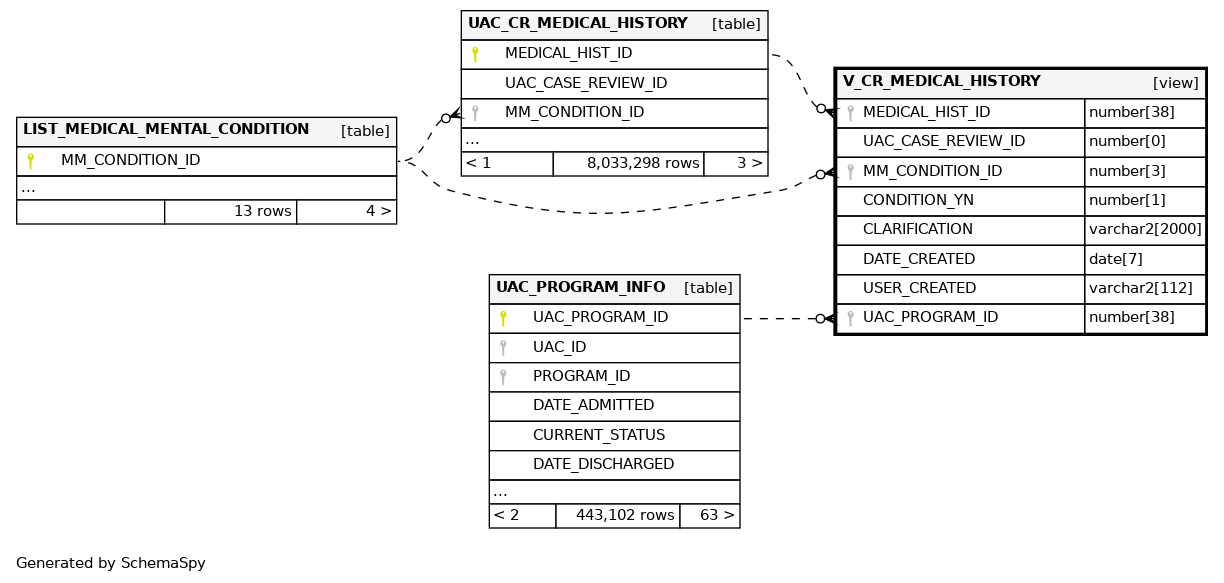 UAC_CR_MEDICAL_HISTORY [table]
MEDICAL_HIST_ID
UAC_CASE_REVIEW_ID
MM_CONDITION_ID
...
< 1 8,033,298 rows 3 >
V_CR_MEDICAL_HISTORY [view]
MEDICAL_HIST_ID number[38]
UAC_CASE_REVIEW_ID number[0]
MM_CONDITION_ID number[3]
CONDITION_YN number[1]
CLARIFICATION varchar2[2000]
DATE_CREATED date[7]
USER_CREATED varchar2[112]
UAC_PROGRAM_ID number[38]
LIST_MEDICAL_MENTAL_CONDITION [table]
MM_CONDITION_ID
...
13 rows 4 >
UAC_PROGRAM_INFO [table]
UAC_PROGRAM_ID
UAC_ID
PROGRAM_ID
DATE_ADMITTED
CURRENT_STATUS
DATE_DISCHARGED
...
< 2 443,102 rows 63 >
Generated by SchemaSpy